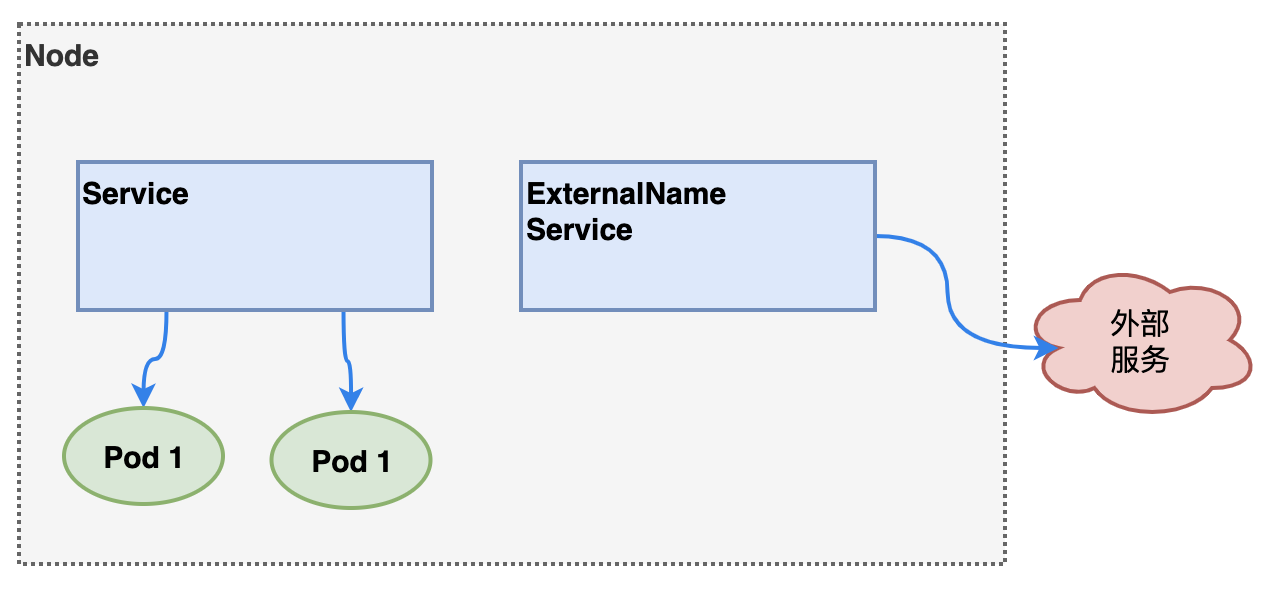 Node
Service
ExternalName
Service
外部
服务
Pod 1
Pod 1